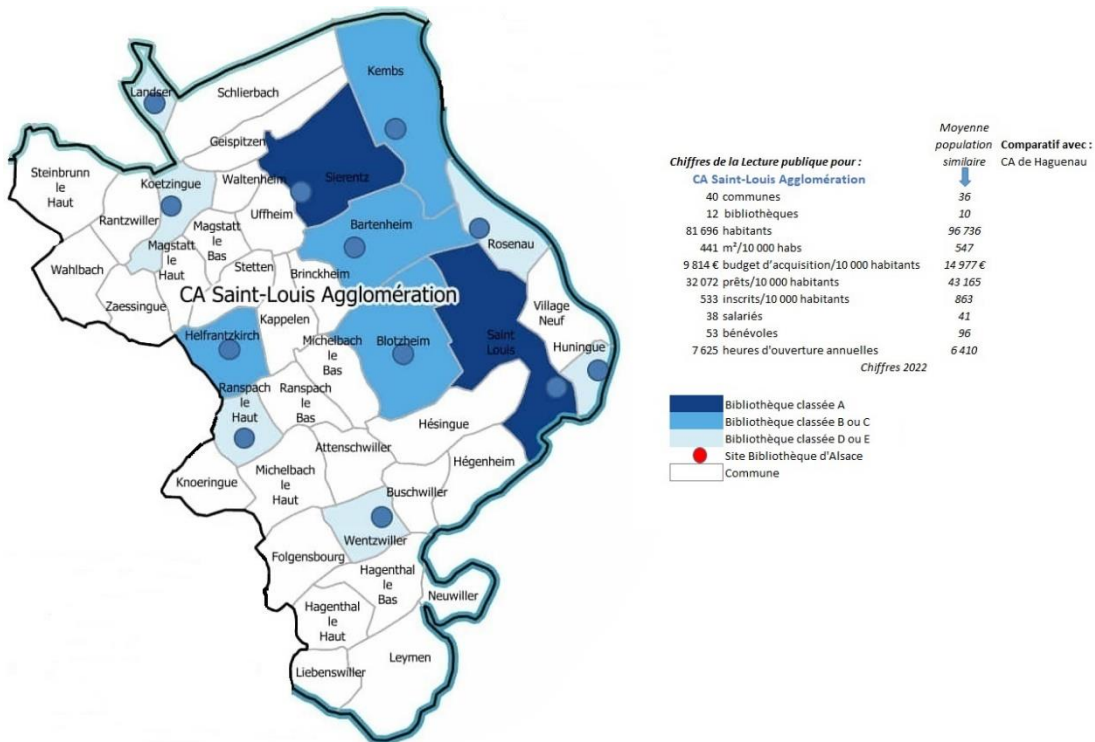 Kembs
Landser
Schlierbach
Geispitzen
Steinbrunn
le
Haut
Koetzingue
Waltenheim
Sierentz
Rantzwiller
Uffheim
Magstatt
le
Bas
Bartenheim
Rosenau
Magstatt
le
Haut
Wahlbach
Stetten
Brinckheim
Zaessingue
CA Saint-Louis Agglomération
Kappelen
Village
Neuf
Helfrantzkirch
Michelbach
le
Bas
Blotzheim
Saint
Louis
Huningue
Ranspach
le
Haut
Ranspach
le
Bas
Hésingue
Attenschwiller
Knoeringue
Michelbach
le
Haut
Hégenheim
Buschwiller
Wentzwiller
Folgensbourg
Hagenthal
le
Bas
Neuwiller
Hagenthal
le
Haut
Leymen
Liebenswiller
Moyenne
population
similaire
Comparatif avec :
CA de Haguenau
Chiffres de la Lecture publique pour :
CA Saint-Louis Agglomération
40 communes 36
12 bibliothèques 10
81 696 habitants 96 736
441 m²/10 000 habs 547
9 814 € budget d'acquisition/10 000 habitants 14 977 €
32 072 prêts/10 000 habitants 43 165
533 inscrits/10 000 habitants 863
38 salariés 41
53 bénévoles 96
7 625 heures d'ouverture annuelles 6 410
Chiffres 2022
Bibliothèque classée A
Bibliothèque classée B ou C
Bibliothèque classée D ou E
Site Bibliothèque d'Alsace
Commune